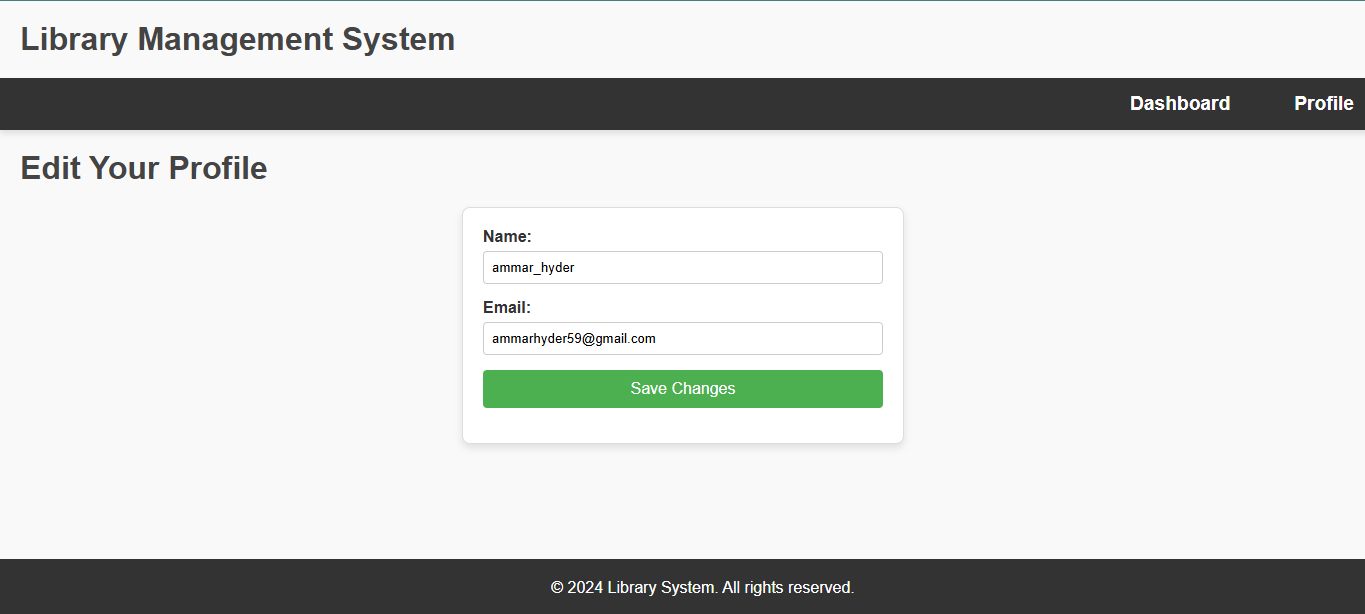 Library Management System
Dashboard Profile
Edit Your Profile
Name:
ammar_hyder
Email:
ammarhyder59@gmail.com
Save Changes
© 2024 Library System. All rights reserved.